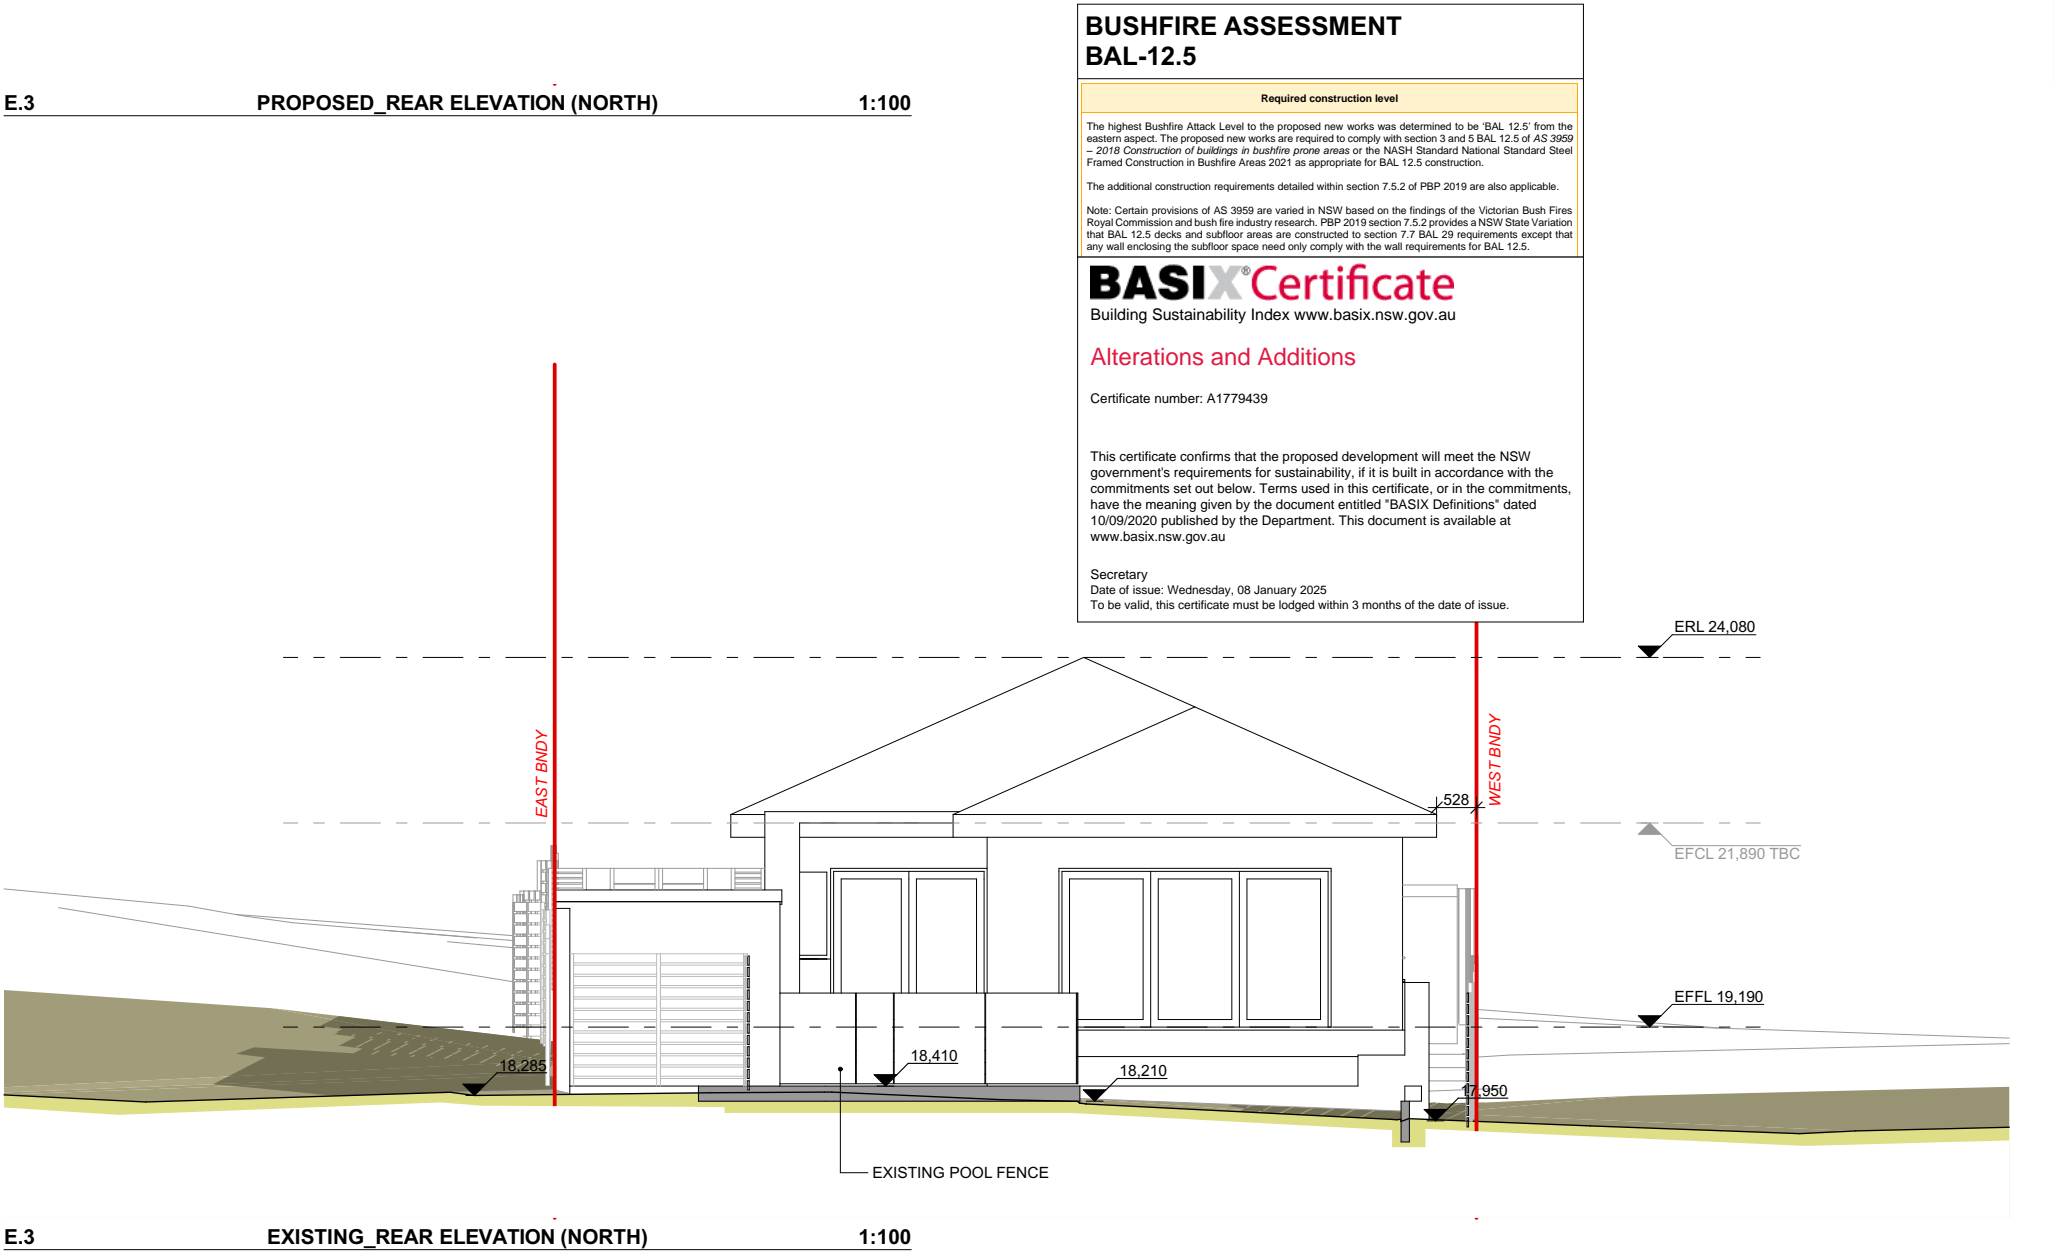 BUSHFIRE ASSESSMENT
BAL-12.5
E.3 PROPOSED_REAR ELEVATION (NORTH) 1:100
Required construction level
The highest Bushfire Attack Level to the proposed new works was determined to be ‘BAL 12.5’ from the
eastern aspect. The proposed new works are required to comply with section 3 and 5 BAL 12.5 of AS 3959
– 2018 Construction of buildings in bushfire prone areas or the NASH Standard National Standard Steel
Framed Construction in Bushfire Areas 2021 as appropriate for BAL 12.5 construction.
The additional construction requirements detailed within section 7.5.2 of PBP 2019 are also applicable.
Note: Certain provisions of AS 3959 are varied in NSW based on the findings of the Victorian Bush Fires
Royal Commission and bush fire industry research. PBP 2019 section 7.5.2 provides a NSW State Variation
that BAL 12.5 decks and subfloor areas are constructed to section 7.7 BAL 29 requirements except that
any wall enclosing the subfloor space need only comply with the wall requirements for BAL 12.5.
BASIX®Certificate
Building Sustainability Index www.basix.nsw.gov.au
Alterations and Additions
Certificate number: A1779439
This certificate confirms that the proposed development will meet the NSW
government's requirements for sustainability, if it is built in accordance with the
commitments set out below. Terms used in this certificate, or in the commitments,
have the meaning given by the document entitled "BASIX Definitions" dated
10/09/2020 published by the Department. This document is available at
www.basix.nsw.gov.au
Secretary
Date of issue: Wednesday, 08 January 2025
To be valid, this certificate must be lodged within 3 months of the date of issue.
ERL 24,080
EAST BNDY
WEST BNDY
528
EFCL 21,890 TBC
EFFL 19,190
18,285
18,410
18,210
17,950
EXISTING POOL FENCE
E.3 EXISTING_REAR ELEVATION (NORTH) 1:100